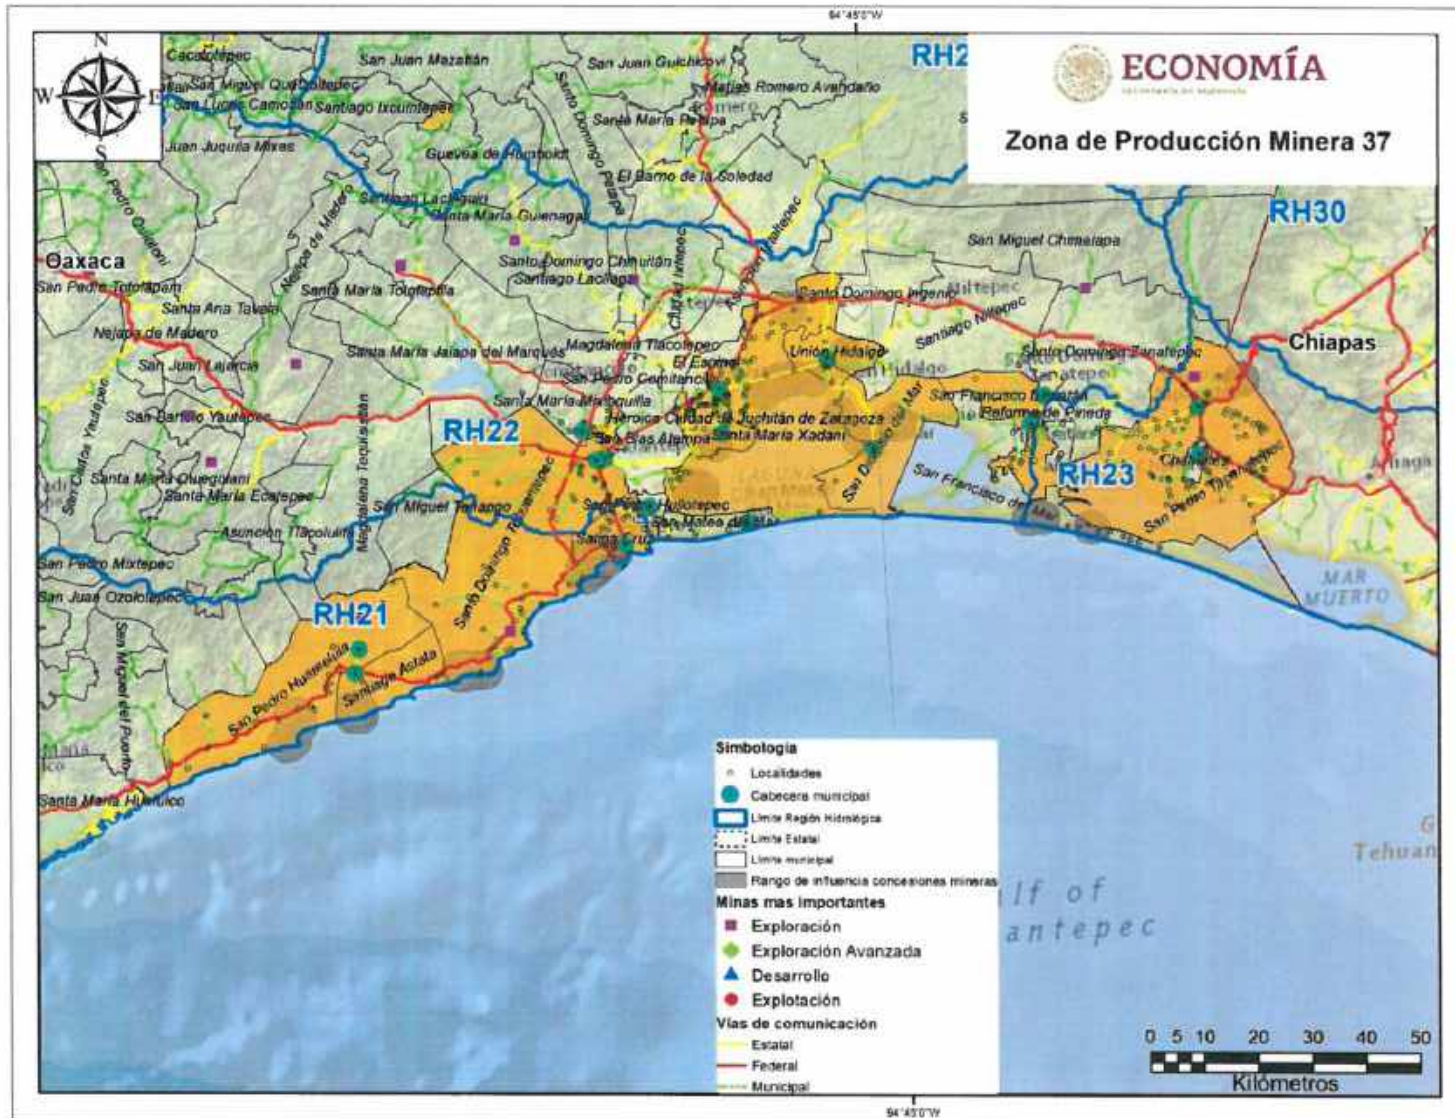 94°45'0"W
N
W
E
S
ECONOMÍA
Zona de Producción Minera 37
RH2
RH30
San Juan Mazatlán
San Juan Guichicovi
Santiago Ixcuintepec
Matías Romero Avendaño
Santa María Petapa
Juan Juquila Mixes
Guevea de Humboldt
Santo Domingo Petapa
El Barrio de la Soledad
Santiago Lachiguiri
Santa María Guienagati
San Miguel Chimalapa
Nejapa de Madero
Oaxaca
Santo Domingo Chihuitán
Santiago Laollaga
Ciudad Ixtepec
San Pedro Totolapam
Santa María Totolapilla
Santo Domingo Ingenio
Santa Ana Tavela
Santiago Niltepec
Nejapa de Madero
Magdalena Tlacotepec
Chiapas
San Juan Lajarcia
Santa María Jalapa del Marqués
El Espinal
Unión Hidalgo
Santo Domingo Zanatepec
San Pedro Comitancillo
San Carlos Yautepec
San Bartolo Yautepec
Santa María Mixtequilla
Heroica Ciudad de Juchitán de Zaragoza
Reforma de Pineda
RH22
San Blas Atempa
Santa María Xadani
San Dionisio del Mar
Chahuites
RH23
Santa María Quiegolani
Santa María Ecatepec
Magdalena Tequisistlán
San Francisco del Mar
San Pedro Tapanatepec
San Miguel Tenango
San Pedro Huilotepec
San Mateo del Mar
Asunción Tlacolulita
Salina Cruz
Santo Domingo Tehuantepec
San Pedro Mixtepec
San Juan Ozolotepec
MAR
MUERTO
RH21
San Miguel del Puerto
San Pedro Huamelula
Santiago Astata
Santa María Huatulco
Simbología
Localidades
Cabecera municipal
Límite Región Hidrológica
Límite Estatal
Límite municipal
Rango de influencia concesiones mineras
Minas mas importantes
Exploración
Exploración Avanzada
Desarrollo
Explotación
Vías de comunicación
Estatal
Federal
Municipal
G
Tehuan
lf of
antepec
0 5 10 20 30 40 50
Kilómetros
94°45'0"W